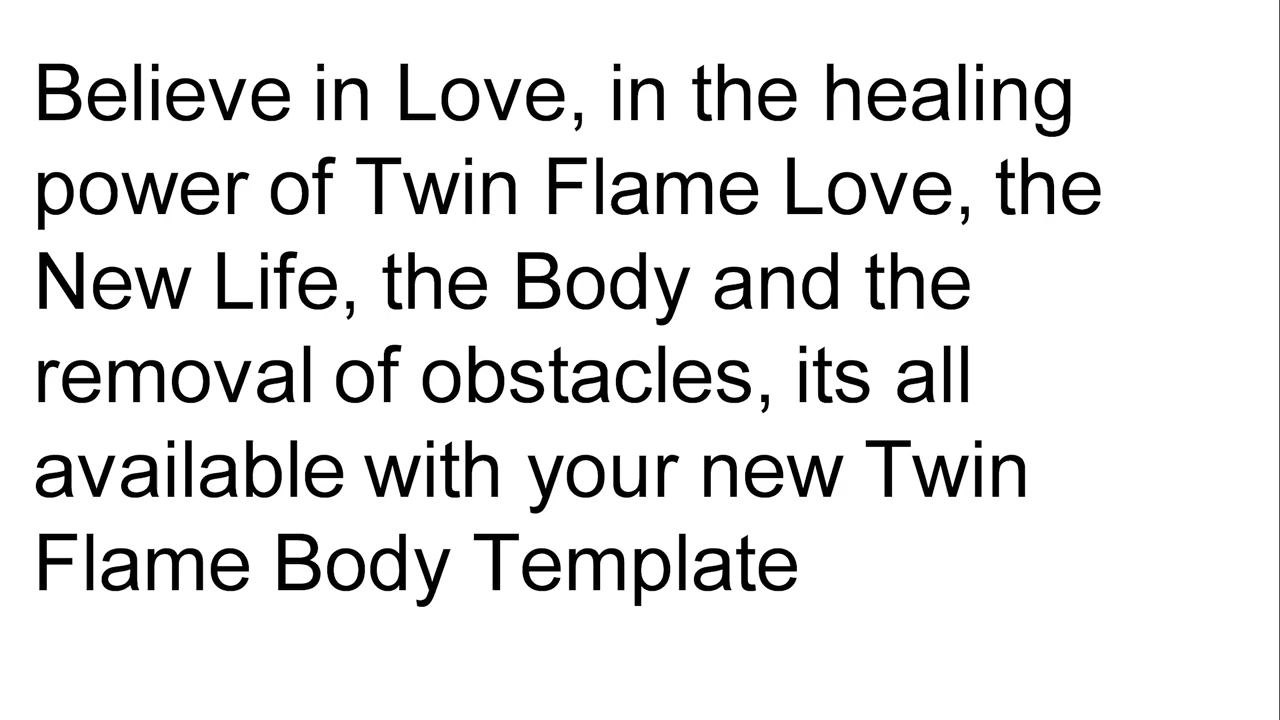 Believe in Love, in the healing
power of Twin Flame Love, the
New Life, the Body and the
removal of obstacles, its all
available with your new Twin
Flame Body Template